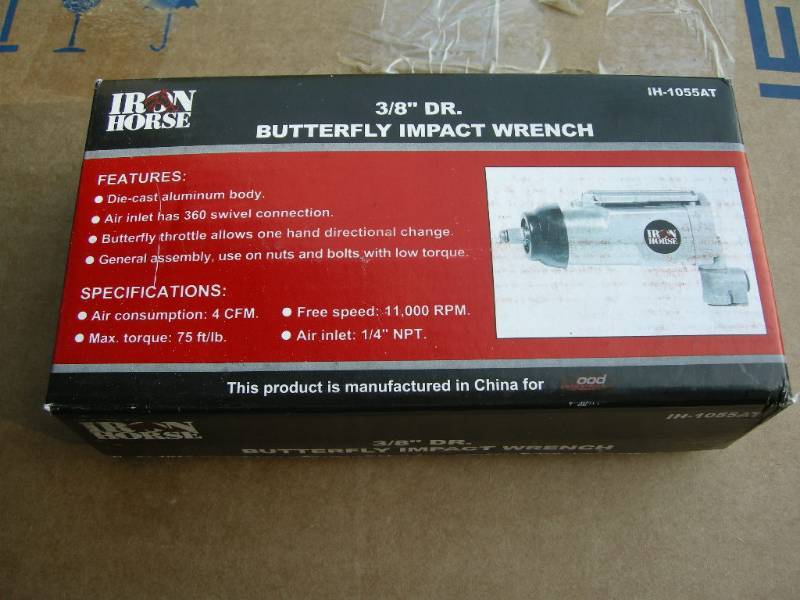 IRON
HORSE
3/8" DR.
BUTTERFLY IMPACT WRENCH
IH-1055AT
FEATURES:
● Die-cast aluminum body.
● Air inlet has 360 swivel connection.
● Butterfly throttle allows one hand directional change.
● General assembly, use on nuts and bolts with low torque.
SPECIFICATIONS:
● Air consumption: 4 CFM.
● Free speed: 11,000 RPM.
● Max. torque: 75 ft/lb.
● Air inlet: 1/4" NPT.
IRON
HORSE
This product is manufactured in China for
IRON
HORSE
3/8" DR.
BUTTERFLY IMPACT WRENCH
IH-1055AT